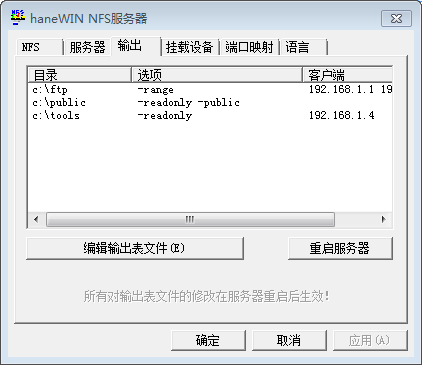 haneWIN NFS服务器
NFS 服务器 输出 挂载设备 端口映射 语言
目录 选项 客户端
c:\ftp -range 192.168.1.1 19
c:\public -readonly -public
c:\tools -readonly 192.168.1.4
编辑输出表文件(E) 重启服务器
所有对输出表文件的修改在服务器重启后生效!
确定 取消 应用(A)